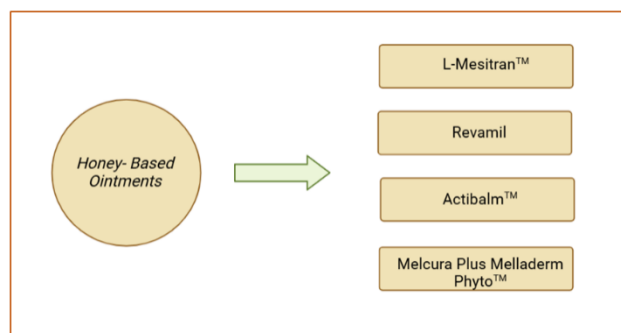 Honey- Based
Ointments
L-Mesitran™
Revamil
Actibalm™
Melcura Plus Melladerm
Phyto™